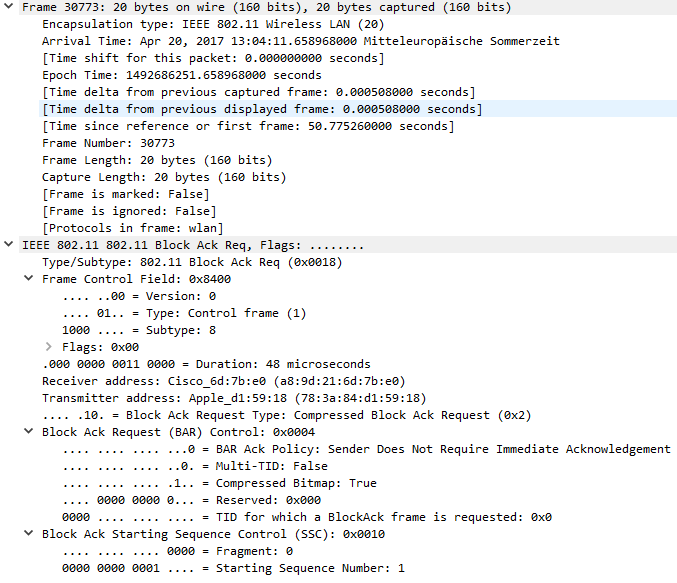 Frame 30773: 20 bytes on wire (160 bits), 20 bytes captured (160 bits)
Encapsulation type: IEEE 802.11 Wireless LAN (20)
Arrival Time: Apr 20, 2017 13:04:11.658968000 Mitteleuropäische Sommerzeit
[Time shift for this packet: 0.000000000 seconds]
Epoch Time: 1492686251.658968000 seconds
[Time delta from previous captured frame: 0.000508000 seconds]
[Time delta from previous displayed frame: 0.000508000 seconds]
[Time since reference or first frame: 50.775260000 seconds]
Frame Number: 30773
Frame Length: 20 bytes (160 bits)
Capture Length: 20 bytes (160 bits)
[Frame is marked: False]
[Frame is ignored: False]
[Protocols in frame: wlan]
IEEE 802.11 802.11 Block Ack Req, Flags: ........
Type/Subtype: 802.11 Block Ack Req (0x0018)
Frame Control Field: 0x8400
.... ..00 = Version: 0
.... 01.. = Type: Control frame (1)
1000 .... = Subtype: 8
Flags: 0x00
.000 0000 0011 0000 = Duration: 48 microseconds
Receiver address: Cisco_6d:7b:e0 (a8:9d:21:6d:7b:e0)
Transmitter address: Apple_d1:59:18 (78:3a:84:d1:59:18)
.... .10. = Block Ack Request Type: Compressed Block Ack Request (0x2)
Block Ack Request (BAR) Control: 0x0004
.... .... .... ...0 = BAR Ack Policy: Sender Does Not Require Immediate Acknowledgement
.... .... .... ..0. = Multi-TID: False
.... .... .... .1.. = Compressed Bitmap: True
.... 0000 0000 0... = Reserved: 0x000
0000 .... .... .... = TID for which a BlockAck frame is requested: 0x0
Block Ack Starting Sequence Control (SSC): 0x0010
.... .... .... 0000 = Fragment: 0
0000 0000 0001 .... = Starting Sequence Number: 1